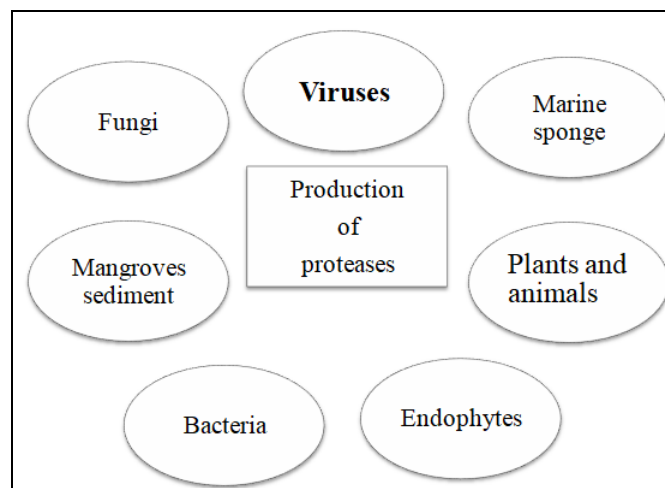 Viruses
Fungi
Marine
sponge
Production
of
proteases
Mangroves
sediment
Plants and
animals
Bacteria
Endophytes